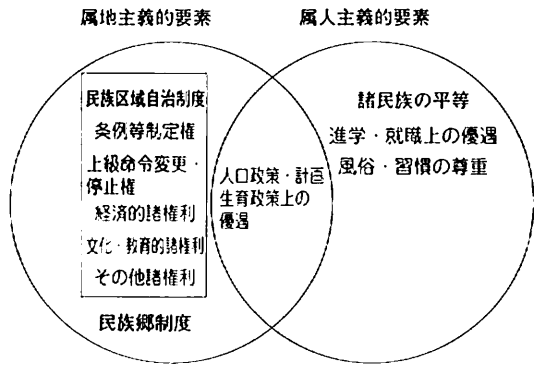 属地主義的要素
属人主義的要素
民族区域自治制度
条例等制定権
上級命令変更・
停止権
経済的諸権利
文化・教育的諸権利
その他諸権利
民族郷制度
人口政策・計画
生育政策上の
優遇
諸民族の平等
進学・就職上の優遇
風俗・習慣の尊重